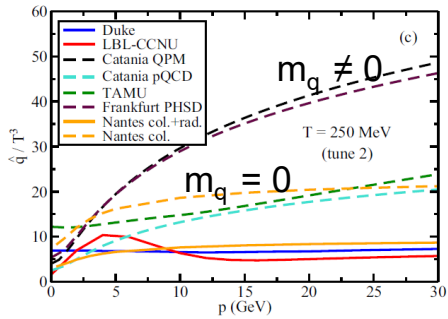 60
50
40
30
20
10
0
q̂ / T³
Duke
LBL-CCNU
Catania QPM
Catania pQCD
TAMU
Frankfurt PHSD
Nantes col.+rad.
Nantes col.
(c)
m_q ≠ 0
T = 250 MeV
(tune 2)
m_q = 0
0 5 10 15 20 25 30
p (GeV)